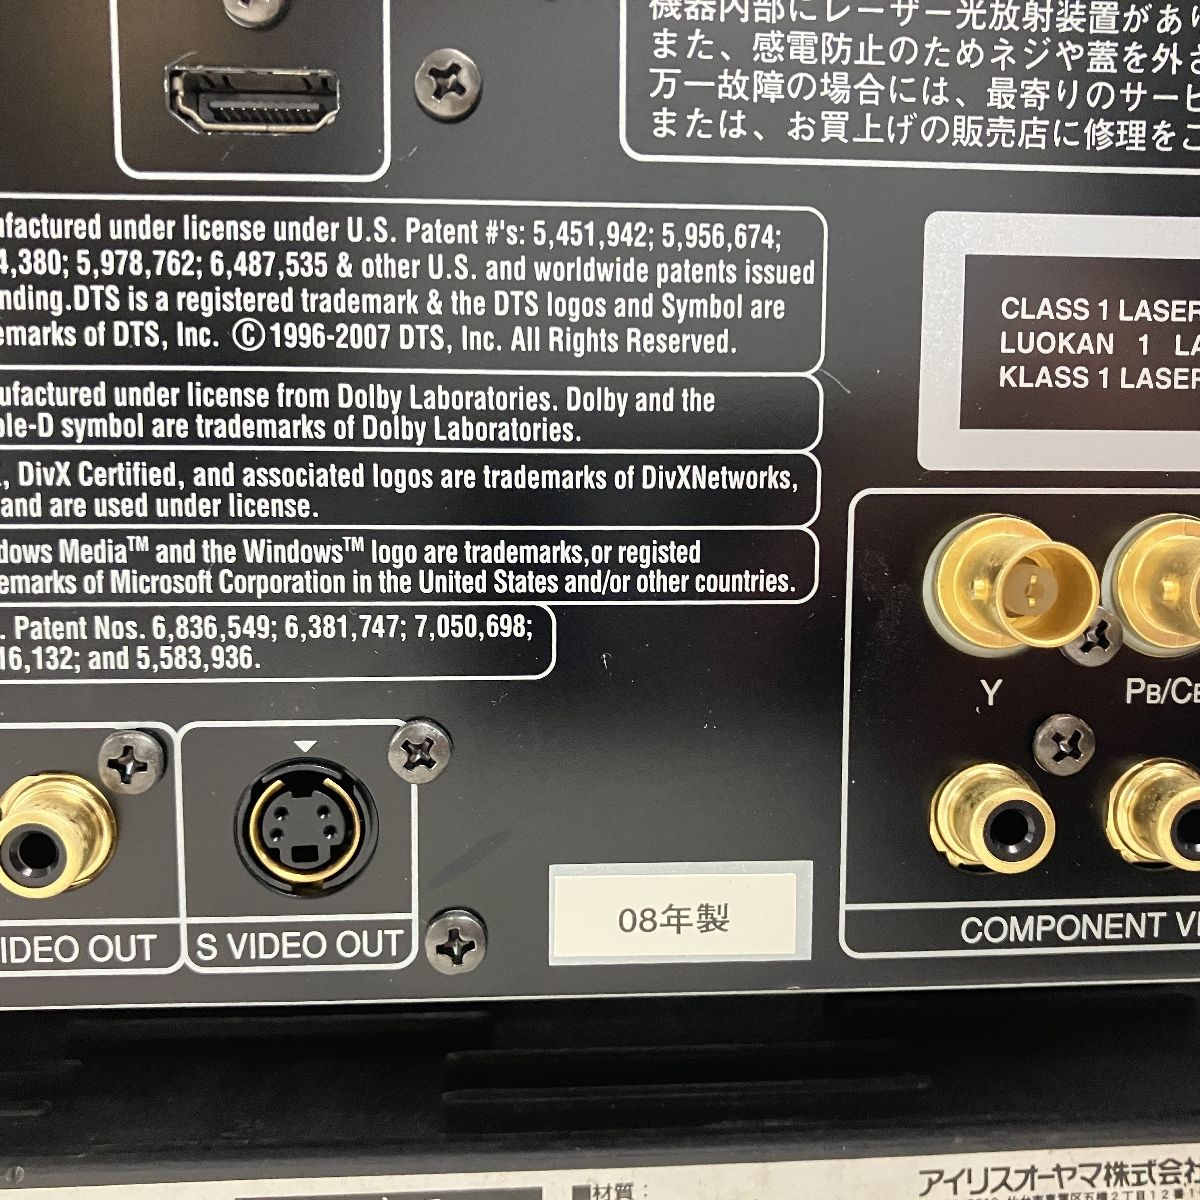 機器内部にレーザー光放射装置があ
また、感電防止のためネジや蓋を外さ
万一故障の場合には、最寄りのサービ
または、お買上げの販売店に修理をこ
ufactured under license under U.S. Patent #'s: 5,451,942; 5,956,674;
4,380; 5,978,762; 6,487,535 & other U.S. and worldwide patents issued
nding.DTS is a registered trademark & the DTS logos and Symbol are
emarks of DTS, Inc. ©1996-2007 DTS, Inc. All Rights Reserved.
ufactured under license from Dolby Laboratories. Dolby and the
ble-D symbol are trademarks of Dolby Laboratories.
, DivX Certified, and associated logos are trademarks of DivXNetworks,
and are used under license.
dows Media™ and the Windows™ logo are trademarks,or registed
emarks of Microsoft Corporation in the United States and/or other countries.
. Patent Nos. 6,836,549; 6,381,747; 7,050,698;
16,132; and 5,583,936.
CLASS 1 LASER
LUOKAN 1 LA
KLASS 1 LASER
Y
PB/CB
IDEO OUT
S VIDEO OUT
08年製
COMPONENT VI
アイリスオーヤマ株式会社
■材質：